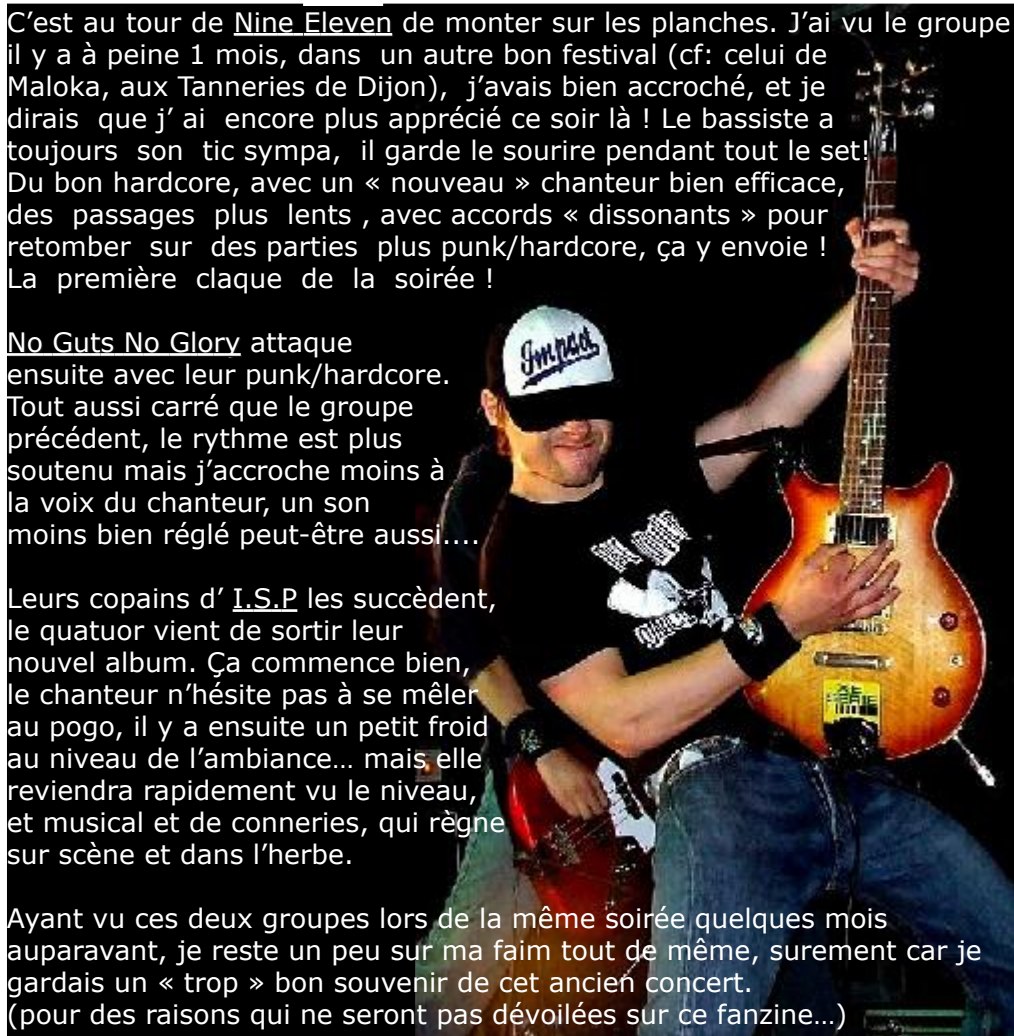 C’est au tour de Nine Eleven de monter sur les planches. J’ai vu le groupe
il y a à peine 1 mois, dans  un autre bon festival (cf: celui de
Maloka, aux Tanneries de Dijon),  j’avais bien accroché, et je
dirais  que j’ ai  encore plus apprécié ce soir là ! Le bassiste a
toujours  son  tic sympa,  il garde le sourire pendant tout le set!
Du bon hardcore, avec un « nouveau » chanteur bien efficace,
des  passages  plus  lents , avec accords « dissonants » pour
retomber  sur  des parties  plus punk/hardcore, ça y envoie !
La  première  claque  de  la  soirée !
No Guts No Glory attaque
ensuite avec leur punk/hardcore.
Tout aussi carré que le groupe
précédent, le rythme est plus
soutenu mais j’accroche moins à
la voix du chanteur, un son
moins bien réglé peut-être aussi....
Leurs copains d’ I.S.P les succèdent,
le quatuor vient de sortir leur
nouvel album. Ça commence bien,
le chanteur n’hésite pas à se mêler
au pogo, il y a ensuite un petit froid
au niveau de l’ambiance… mais elle
reviendra rapidement vu le niveau,
et musical et de conneries, qui règne
sur scène et dans l’herbe.
Ayant vu ces deux groupes lors de la même soirée quelques mois
auparavant, je reste un peu sur ma faim tout de même, surement car je
gardais un « trop » bon souvenir de cet ancien concert.
(pour des raisons qui ne seront pas dévoilées sur ce fanzine…)
Impact